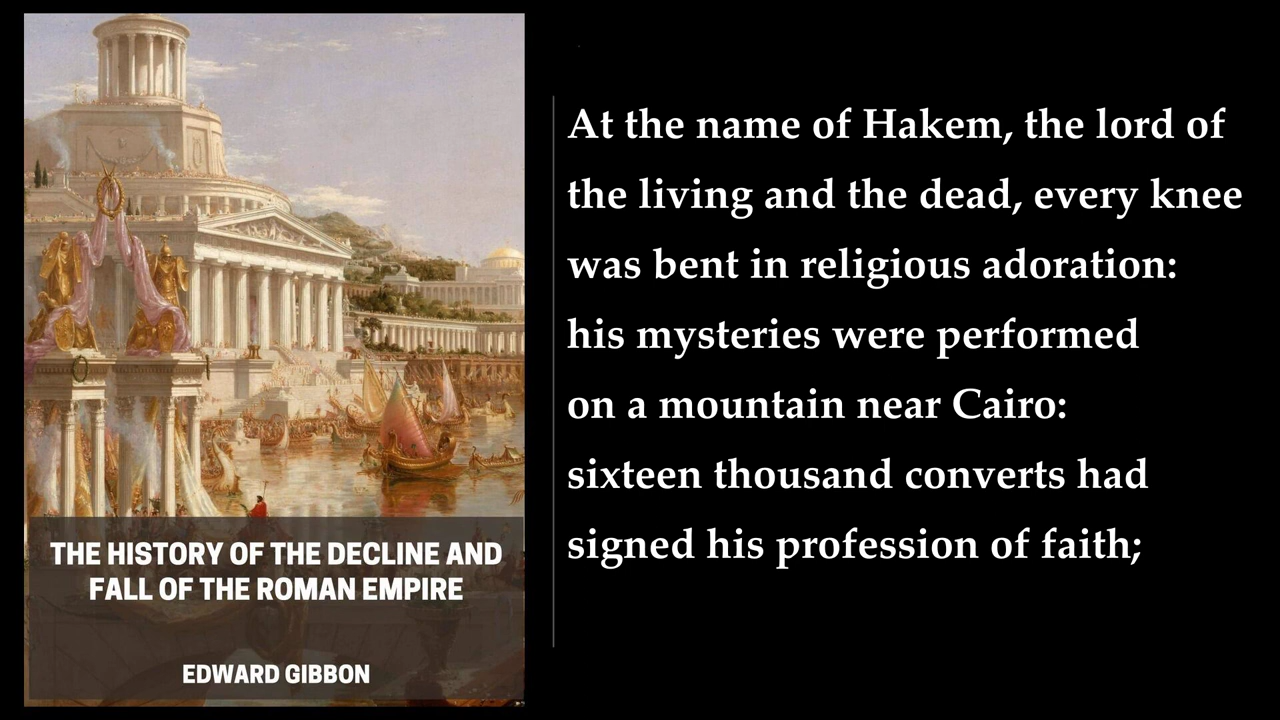 THE HISTORY OF THE DECLINE AND
FALL OF THE ROMAN EMPIRE
EDWARD GIBBON
At the name of Hakem, the lord of
the living and the dead, every knee
was bent in religious adoration:
his mysteries were performed
on a mountain near Cairo:
sixteen thousand converts had
signed his profession of faith;